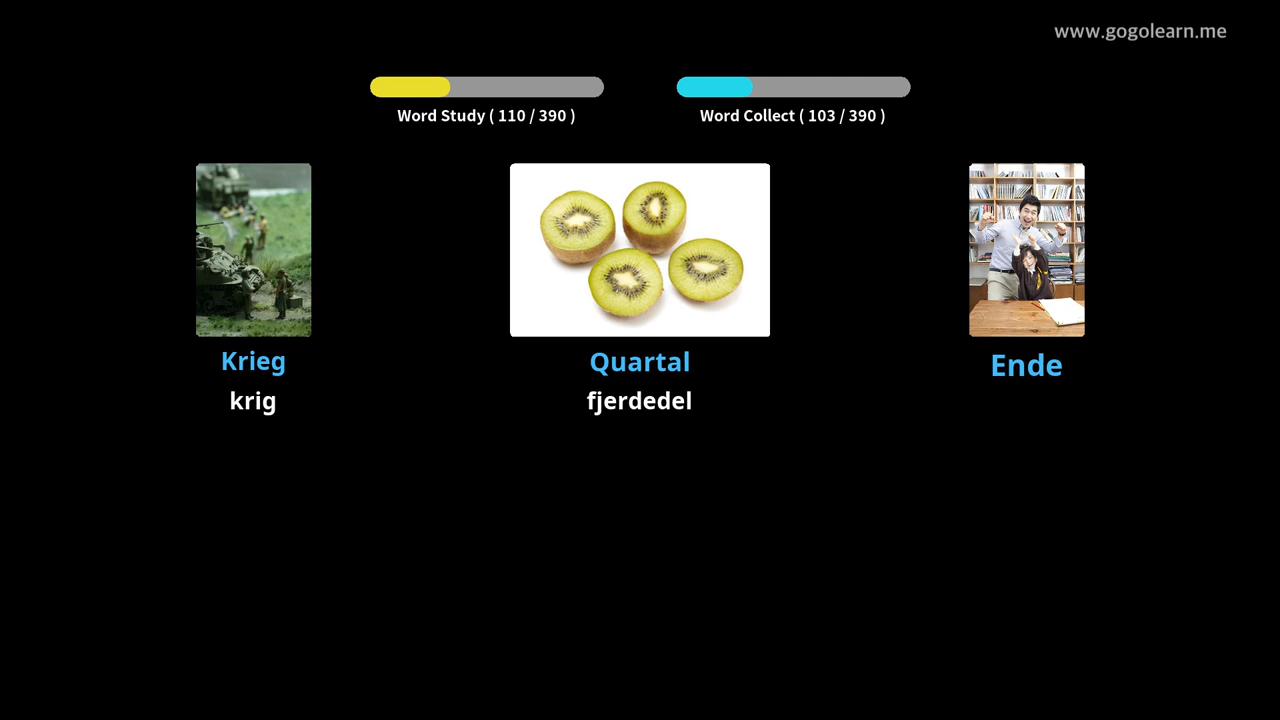 www.gogolearn.me
Word Study ( 110 / 390 )
Word Collect ( 103 / 390 )
Krieg
krig
Quartal
fjerdedel
Ende